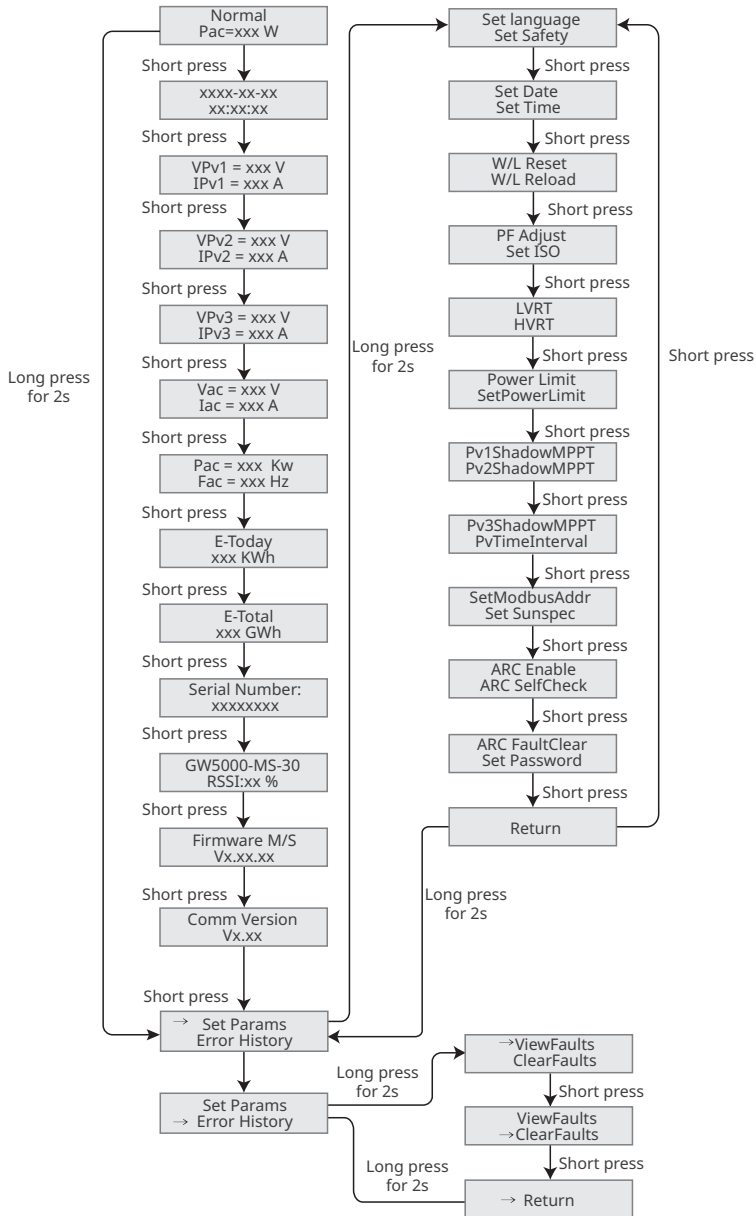 Normal
Pac=xxx W
Short press
xxxx-xx-xx
xx:xx:xx
Short press
VPv1 = xxx V
IPv1 = xxx A
Short press
VPv2 = xxx V
IPv2 = xxx A
Short press
VPv3 = xxx V
IPv3 = xxx A
Short press
Vac = xxx V
Iac = xxx A
Short press
Pac = xxx Kw
Fac = xxx Hz
Short press
E-Today
xxx KWh
Short press
E-Total
xxx GWh
Short press
Serial Number:
xxxxxxxx
Short press
GW5000-MS-30
RSSI:xx %
Short press
Firmware M/S
Vx.xx.xx
Short press
Comm Version
Vx.xx
Short press
→ Set Params
Error History
Set Params
→ Error History
Long press
for 2s
Long press
for 2s
Set language
Set Safety
Short press
Set Date
Set Time
Short press
W/L Reset
W/L Reload
Short press
PF Adjust
Set ISO
Short press
LVRT
HVRT
Short press
Power Limit
SetPowerLimit
Short press
Pv1ShadowMPPT
Pv2ShadowMPPT
Short press
Pv3ShadowMPPT
PvTimeInterval
Short press
SetModbusAddr
Set Sunspec
Short press
ARC Enable
ARC SelfCheck
Short press
ARC FaultClear
Set Password
Short press
Return
Short press
Long press
for 2s
Long press
for 2s
→ViewFaults
ClearFaults
Short press
ViewFaults
→ClearFaults
Short press
Long press
for 2s
→ Return